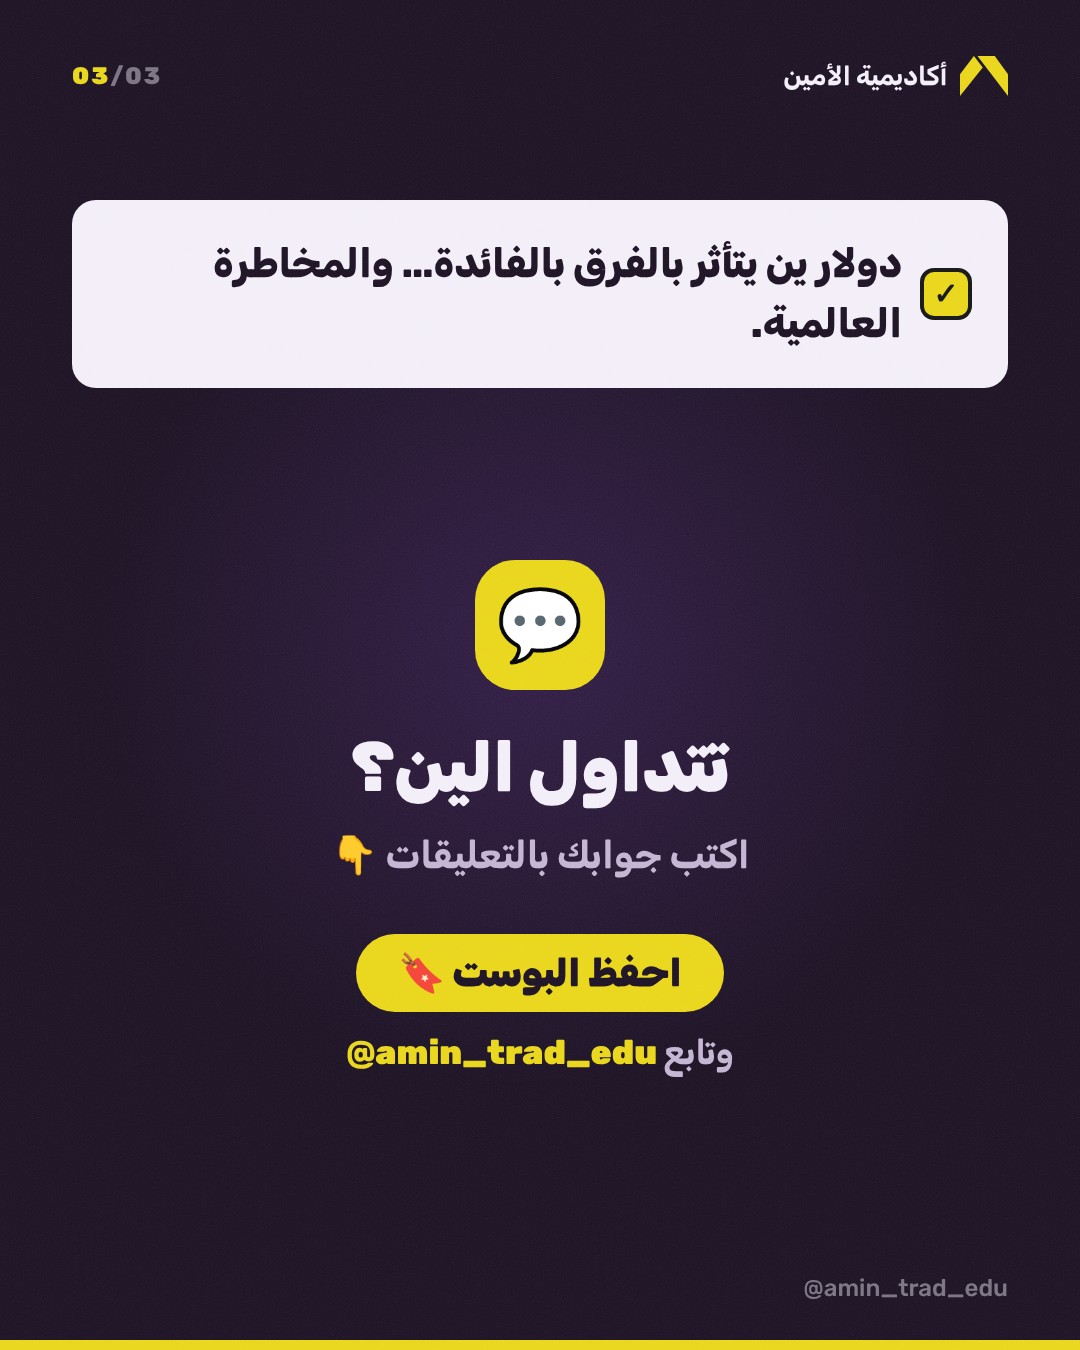 أكاديمية الأمين
03/03
دولار ين يتأثر بالفرق بالفائدة... والمخاطرة
العالمية.
تتداول الين؟
اكتب جوابك بالتعليقات 👇
احفظ البوست 🔖
وتابع @amin_trad_edu
@amin_trad_edu